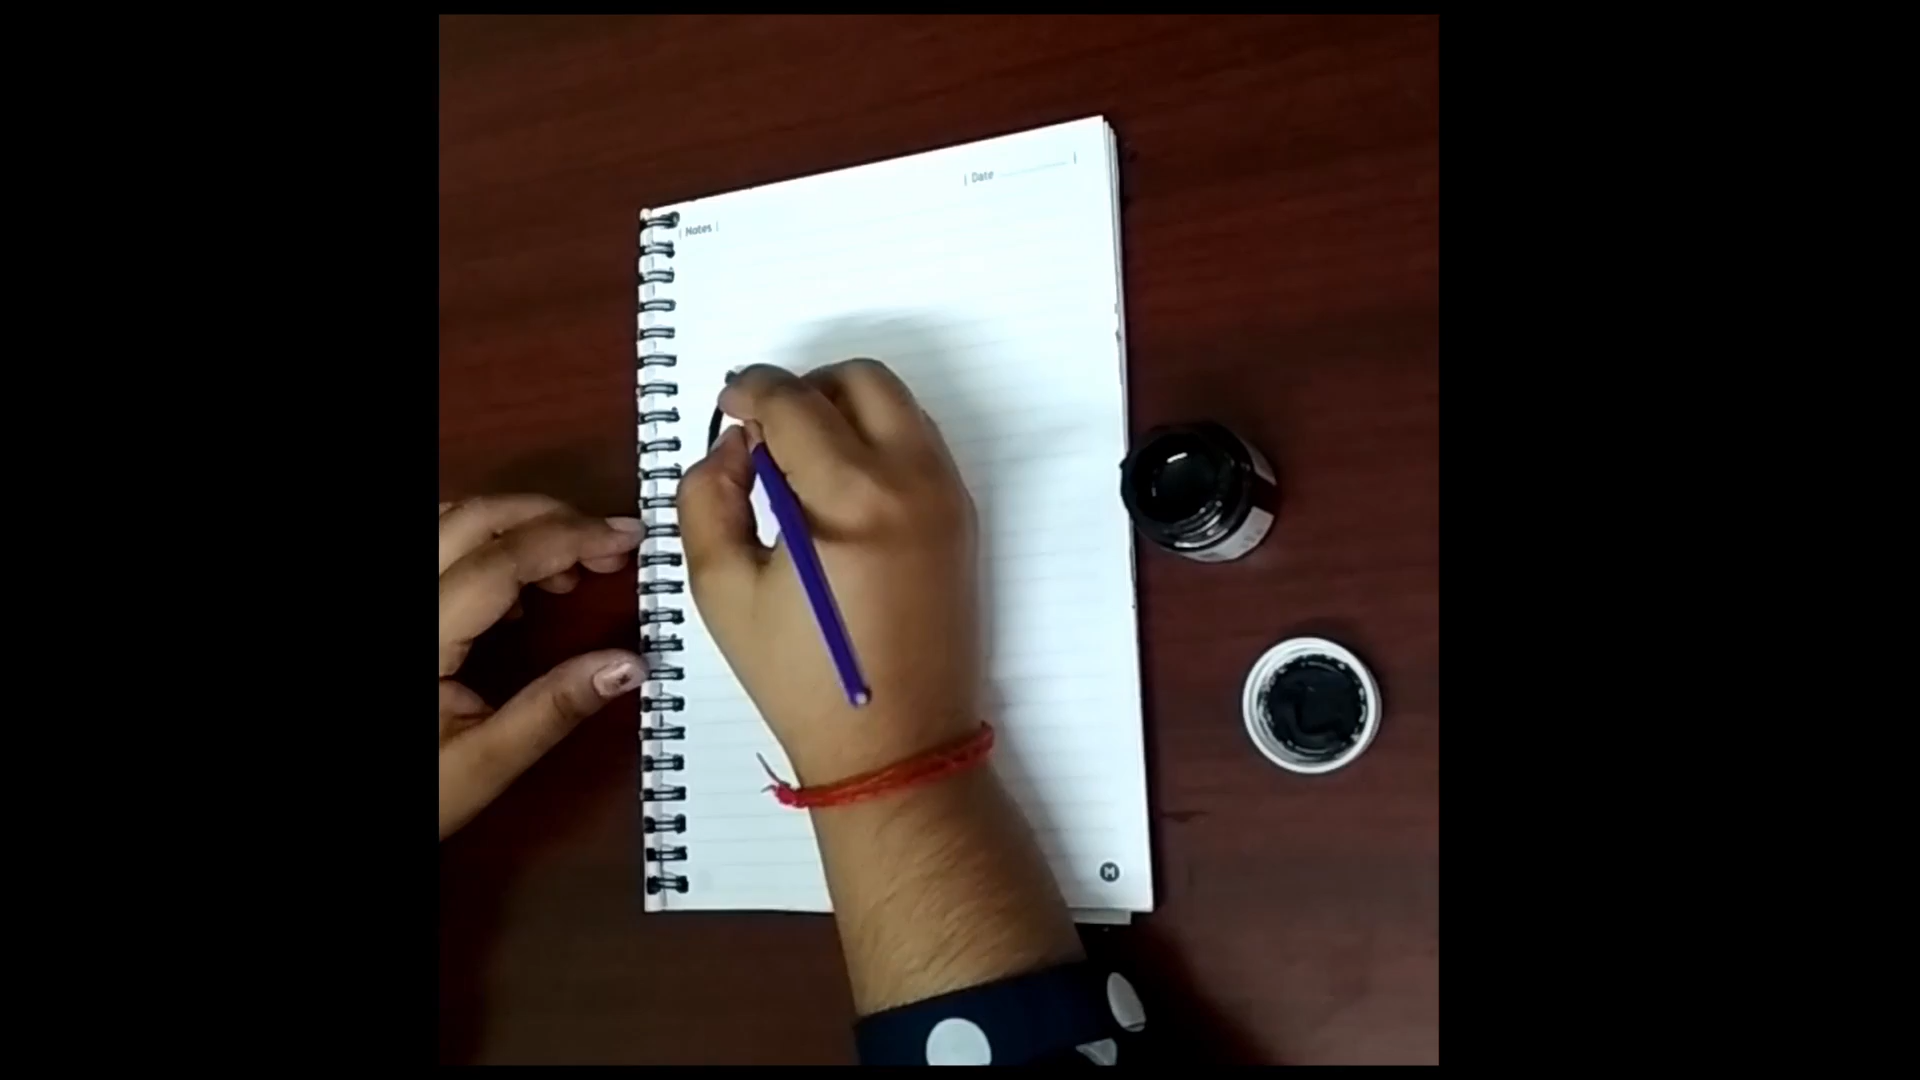 | Date
| Notes |
M